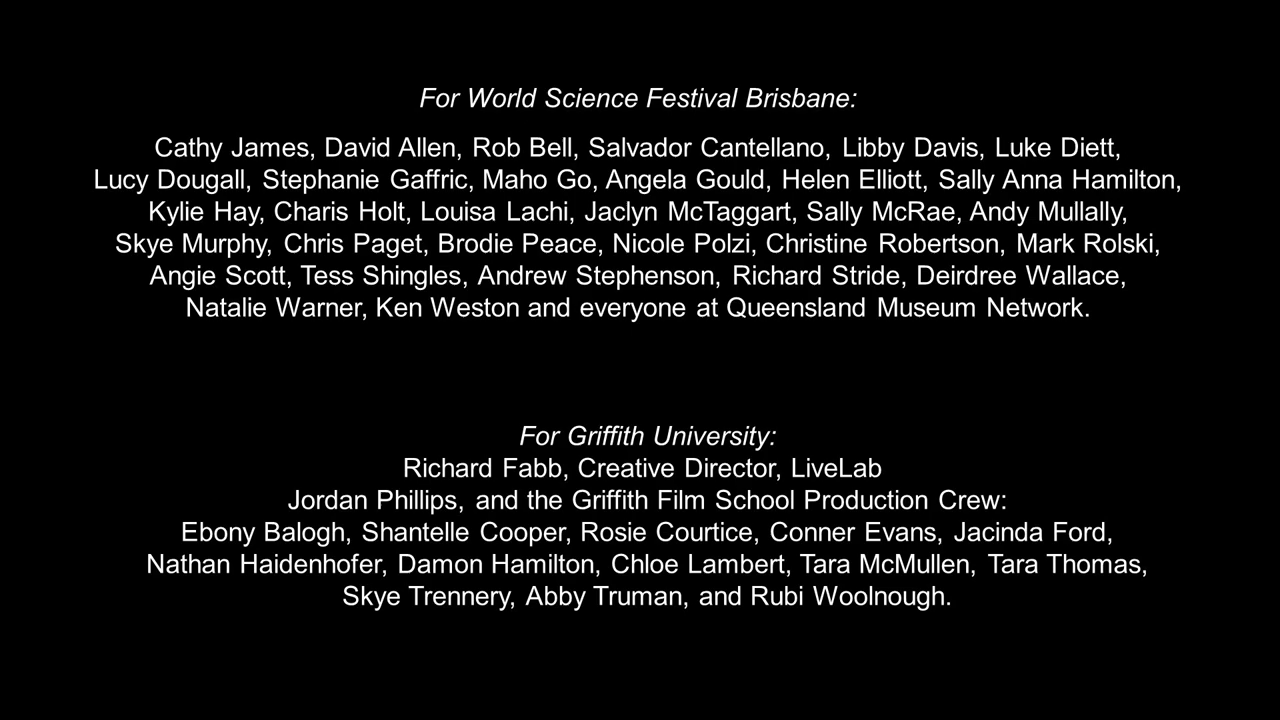 For World Science Festival Brisbane:
Cathy James, David Allen, Rob Bell, Salvador Cantellano, Libby Davis, Luke Diett,
Lucy Dougall, Stephanie Gaffric, Maho Go, Angela Gould, Helen Elliott, Sally Anna Hamilton,
Kylie Hay, Charis Holt, Louisa Lachi, Jaclyn McTaggart, Sally McRae, Andy Mullally,
Skye Murphy, Chris Paget, Brodie Peace, Nicole Polzi, Christine Robertson, Mark Rolski,
Angie Scott, Tess Shingles, Andrew Stephenson, Richard Stride, Deirdree Wallace,
Natalie Warner, Ken Weston and everyone at Queensland Museum Network.
For Griffith University:
Richard Fabb, Creative Director, LiveLab
Jordan Phillips, and the Griffith Film School Production Crew:
Ebony Balogh, Shantelle Cooper, Rosie Courtice, Conner Evans, Jacinda Ford,
Nathan Haidenhofer, Damon Hamilton, Chloe Lambert, Tara McMullen, Tara Thomas,
Skye Trennery, Abby Truman, and Rubi Woolnough.